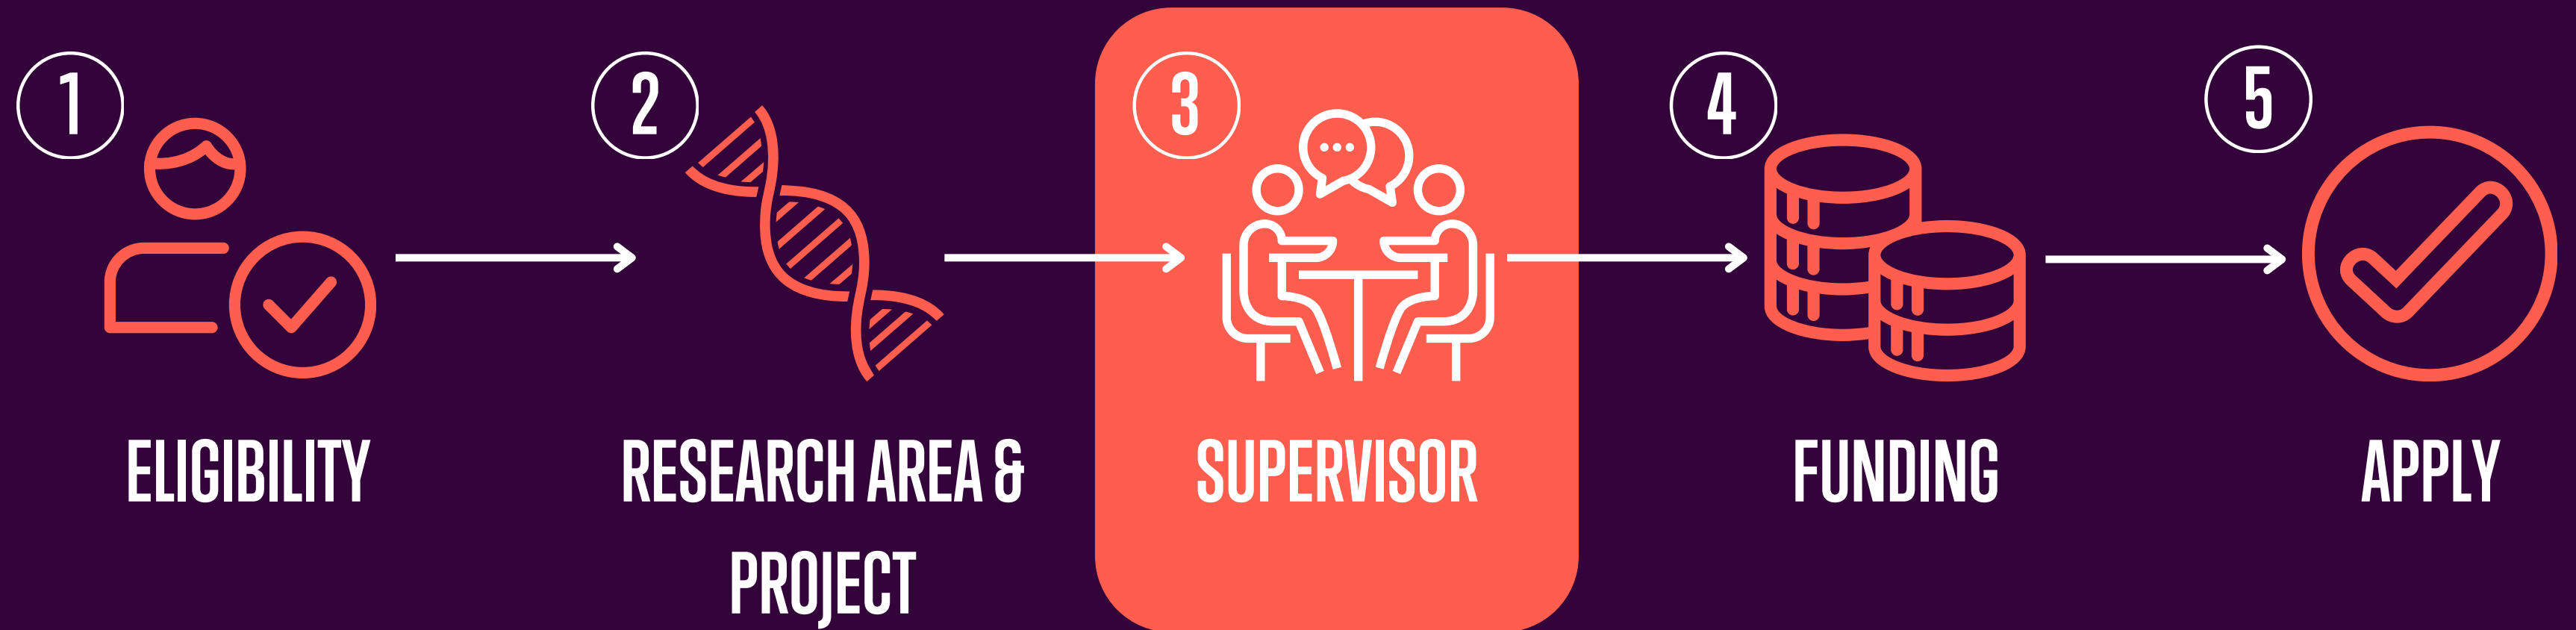 1
2
3
4
5
ELIGIBILITY
RESEARCH AREA &
PROJECT
SUPERVISOR
FUNDING
APPLY